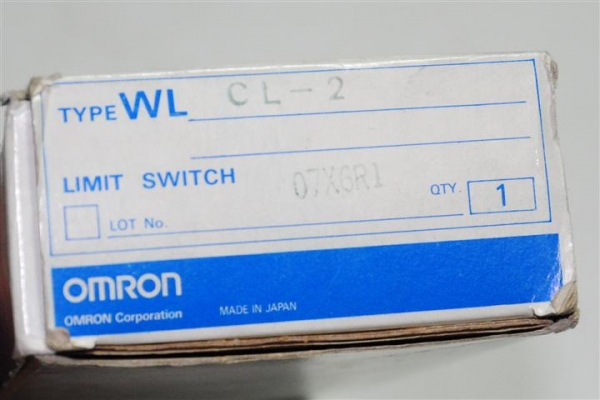 TYPE WL CL-2
LIMIT SWITCH
07X6R1
QTY. 1
LOT No.
OMRON
OMRON Corporation
MADE IN JAPAN